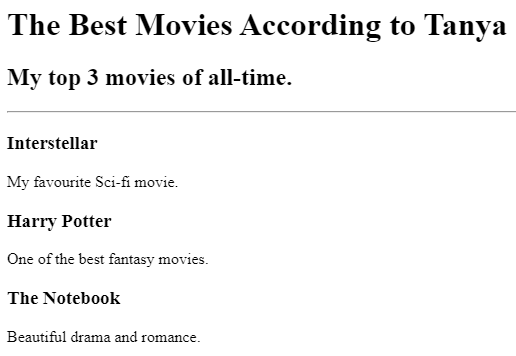 The Best Movies According to Tanya
My top 3 movies of all-time.
Interstellar
My favourite Sci-fi movie.
Harry Potter
One of the best fantasy movies.
The Notebook
Beautiful drama and romance.